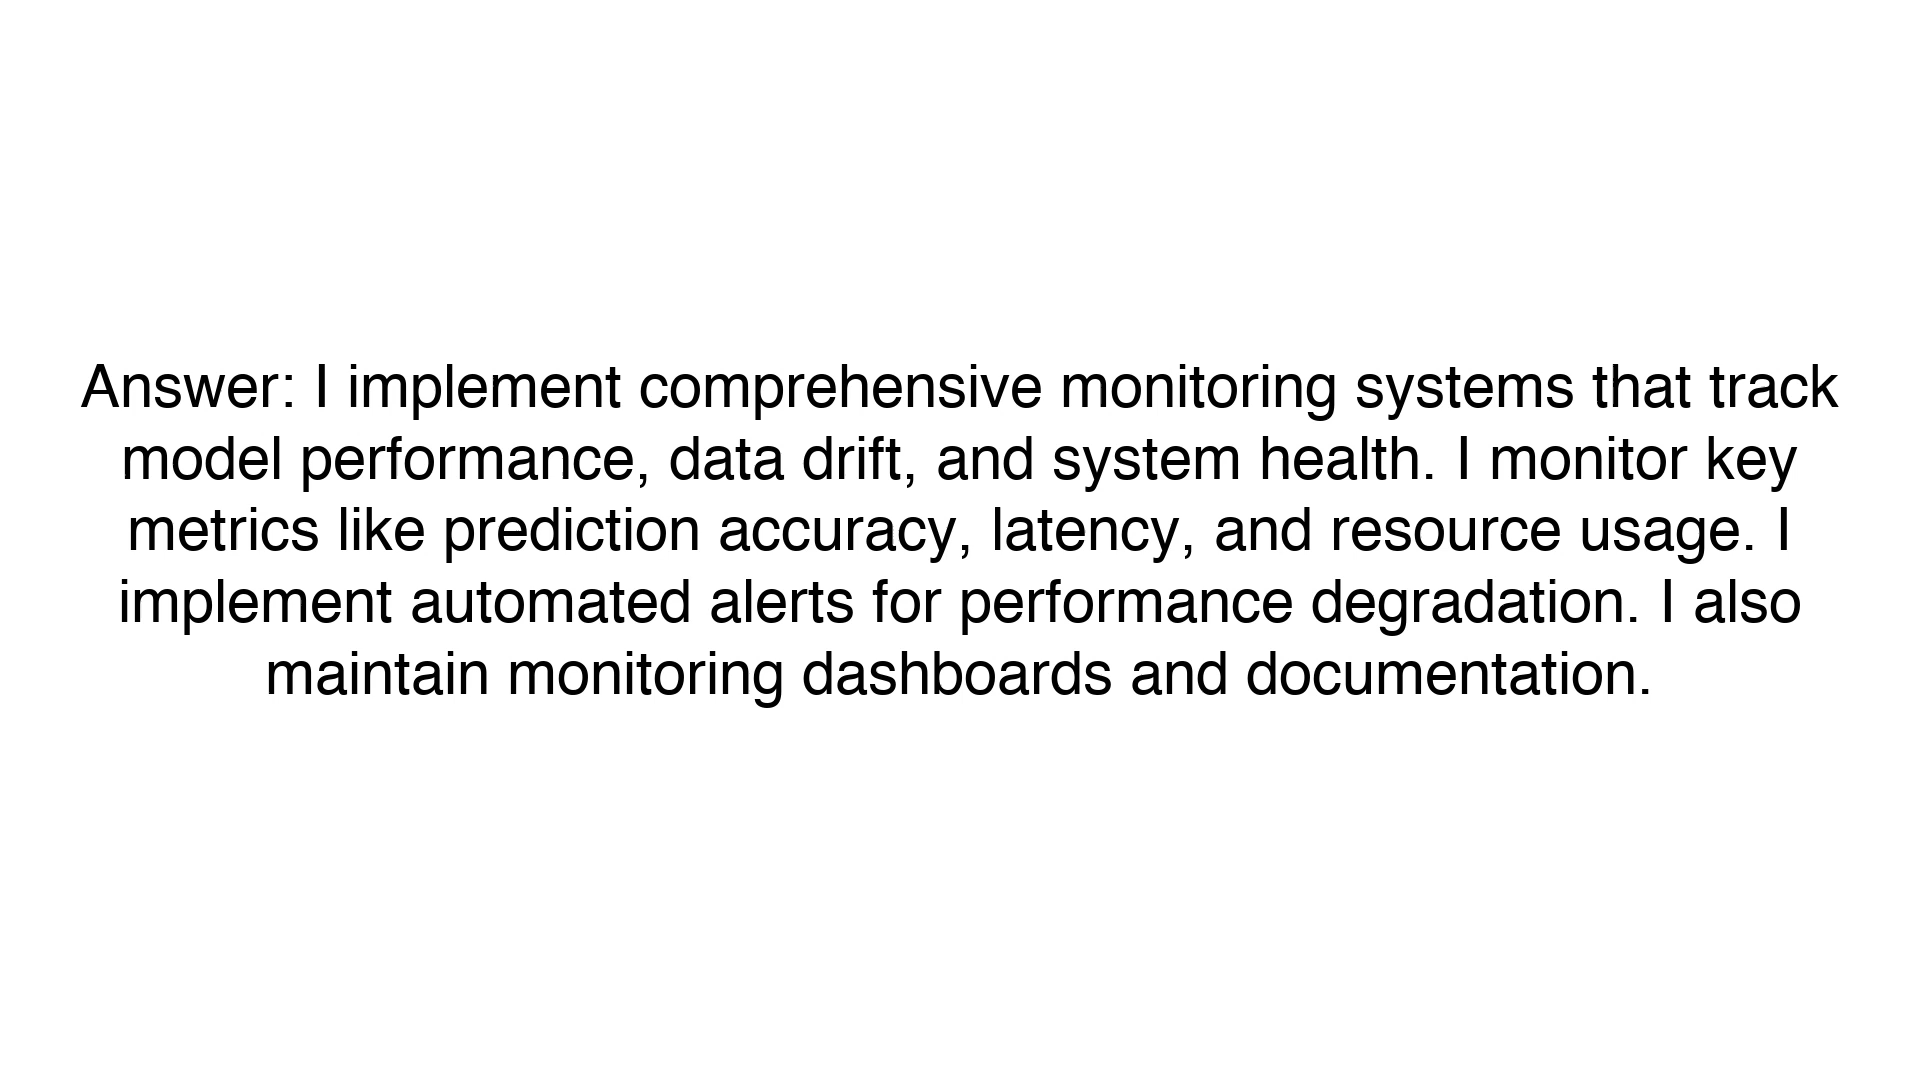 Answer: I implement comprehensive monitoring systems that track
model performance, data drift, and system health. I monitor key
metrics like prediction accuracy, latency, and resource usage. I
implement automated alerts for performance degradation. I also
maintain monitoring dashboards and documentation.